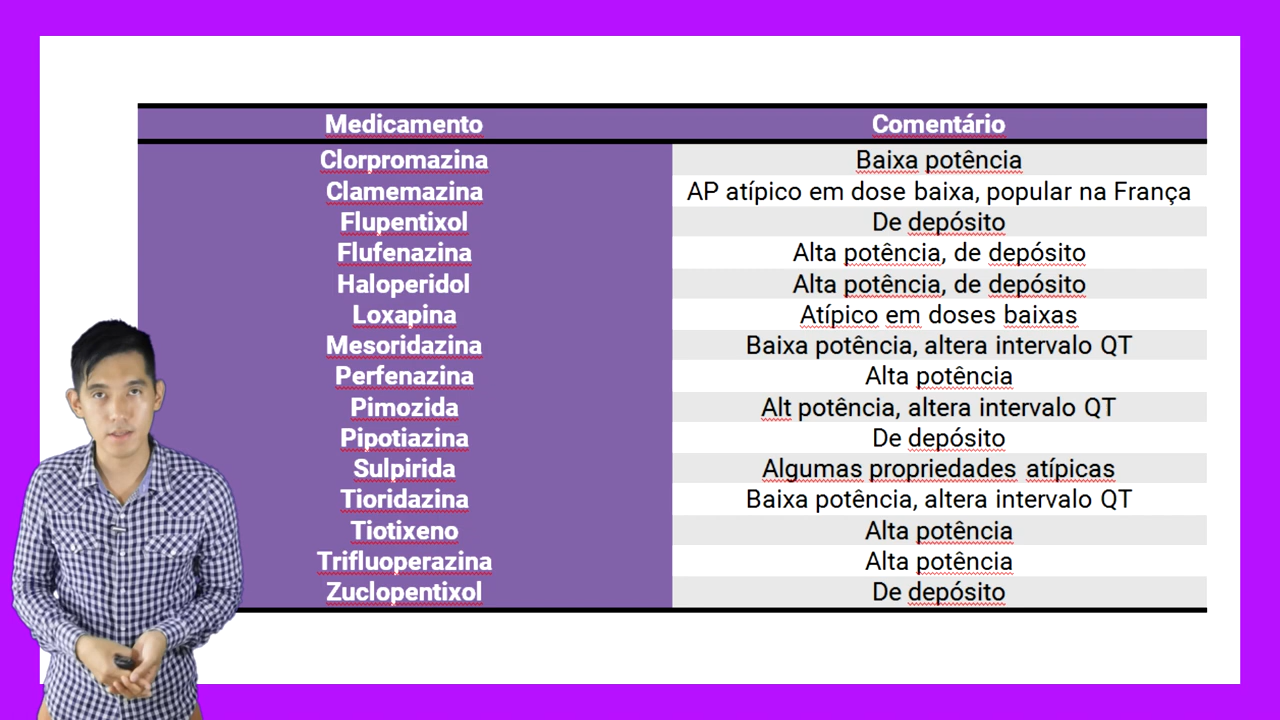 Medicamento Comentário
Clorpromazina Baixa potência
Clamemazina AP atípico em dose baixa, popular na França
Flupentixol De depósito
Flufenazina Alta potência, de depósito
Haloperidol Alta potência, de depósito
Loxapina Atípico em doses baixas
Mesoridazina Baixa potência, altera intervalo QT
Perfenazina Alta potência
Pimozida Alt potência, altera intervalo QT
Pipotiazina De depósito
Sulpirida Algumas propriedades atípicas
Tioridazina Baixa potência, altera intervalo QT
Tiotixeno Alta potência
Trifluoperazina Alta potência
Zuclopentixol De depósito